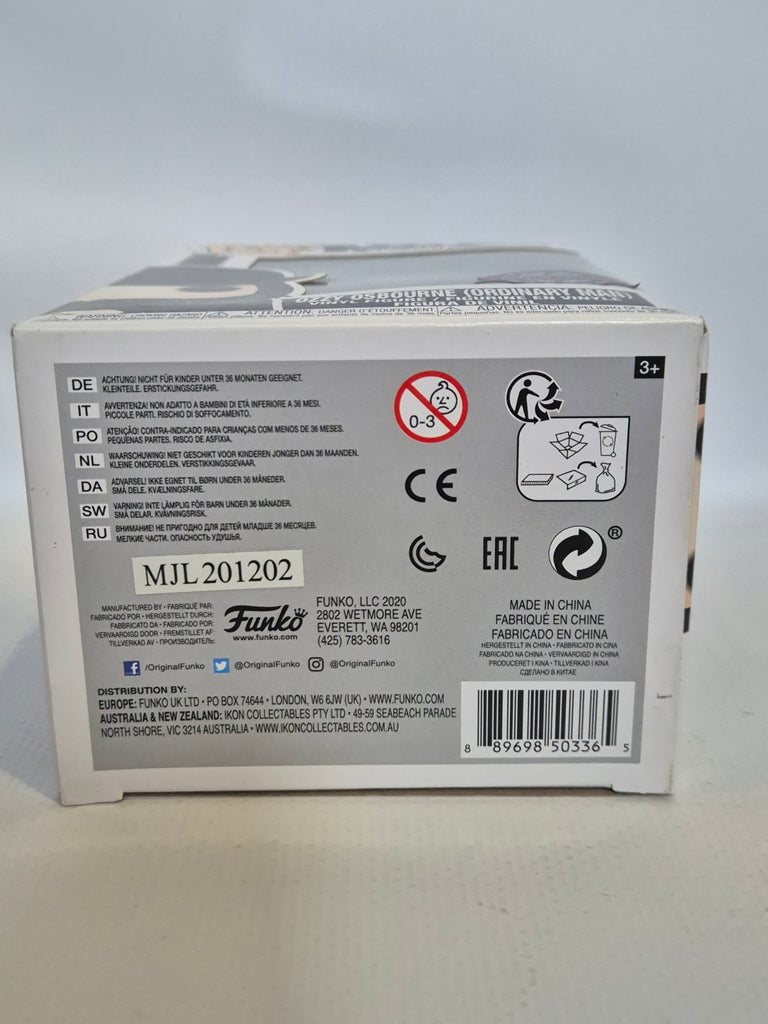 OZZY OSBOURNE (ORDINARY MAN)
ATTENTION: DANGER D'ÉTOUFFEMENT
3+
DE ACHTUNG! NICHT FÜR KINDER UNTER 36 MONATEN GEEIGNET.
KLEINTEILE. ERSTICKUNGSGEFAHR.
IT AVVERTENZA! NON ADATTO A BAMBINI DI ETÀ INFERIORE A 36 MESI.
PICCOLE PARTI. RISCHIO DI SOFFOCAMENTO.
PO ATENÇÃO! CONTRA-INDICADO PARA CRIANÇAS COM MENOS DE 36 MESES.
PEQUENAS PARTES. RISCO DE ASFIXIA.
NL WAARSCHUWING! NIET GESCHIKT VOOR KINDEREN JONGER DAN 36 MAANDEN.
KLEINE ONDERDELEN. VERSTIKKINGSGEVAAR.
DA ADVARSEL! IKKE EGNET TIL BØRN UNDER 36 MÅNEDER.
SMÅ DELE. KVÆLNINGSFARE.
SW VARNING! INTE LÄMPLIG FÖR BARN UNDER 36 MÅNADER.
SMÅ DELAR. KVÄVNINGSRISK.
RU ВНИМАНИЕ! НЕ ПРИГОДНО ДЛЯ ДЕТЕЙ МЛАДШЕ 36 МЕСЯЦЕВ.
МЕЛКИЕ ЧАСТИ. ОПАСНОСТЬ УДУШЬЯ.
0-3
CE
EAC
®
MJL201202
MANUFACTURED BY • FABRIQUÉ PAR:
FABRICADO POR • HERGESTELLT DURCH:
FABBRICATO DA • FABRICADO POR:
VERVAARDIGD DOOR • FREMSTILLET AF:
TILLVERKAD AV • ПРОИЗВОДИТЕЛЬ:
Funko
www.funko.com
FUNKO, LLC 2020
2802 WETMORE AVE
EVERETT, WA 98201
(425) 783-3616
MADE IN CHINA
FABRIQUÉ EN CHINE
FABRICADO EN CHINA
HERGESTELLT IN CHINA • FABBRICATO IN CINA
FABRICADO NA CHINA • VERVAARDIGD IN CHINA
PRODUCERET I KINA • TILLVERKAD I KINA
СДЕЛАНО В КИТАЕ
/OriginalFunko @OriginalFunko @OriginalFunko
DISTRIBUTION BY:
EUROPE: FUNKO UK LTD • PO BOX 74644 • LONDON, W6 6JW (UK) • WWW.FUNKO.COM
AUSTRALIA & NEW ZEALAND: IKON COLLECTABLES PTY LTD • 49-59 SEABEACH PARADE
NORTH SHORE, VIC 3214 AUSTRALIA • WWW.IKONCOLLECTABLES.COM.AU
8 89698 50336 5